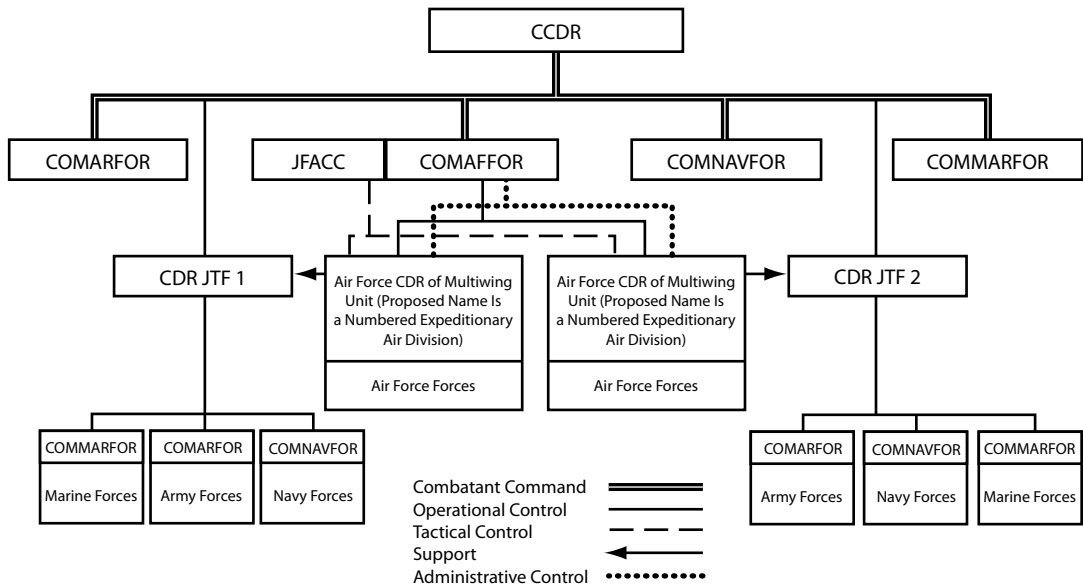 CCDR
COMARFOR
JFACC
COMAFFOR
COMNAVFOR
COMMARFOR
CDR JTF 1
Air Force CDR of Multiwing
Unit (Proposed Name Is
a Numbered Expeditionary
Air Division)
Air Force Forces
Air Force CDR of Multiwing
Unit (Proposed Name Is
a Numbered Expeditionary
Air Division)
Air Force Forces
CDR JTF 2
COMMARFOR
Marine Forces
COMARFOR
Army Forces
COMNAVFOR
Navy Forces
COMARFOR
Army Forces
COMNAVFOR
Navy Forces
COMMARFOR
Marine Forces
Combatant Command
Operational Control
Tactical Control
Support
Administrative Control